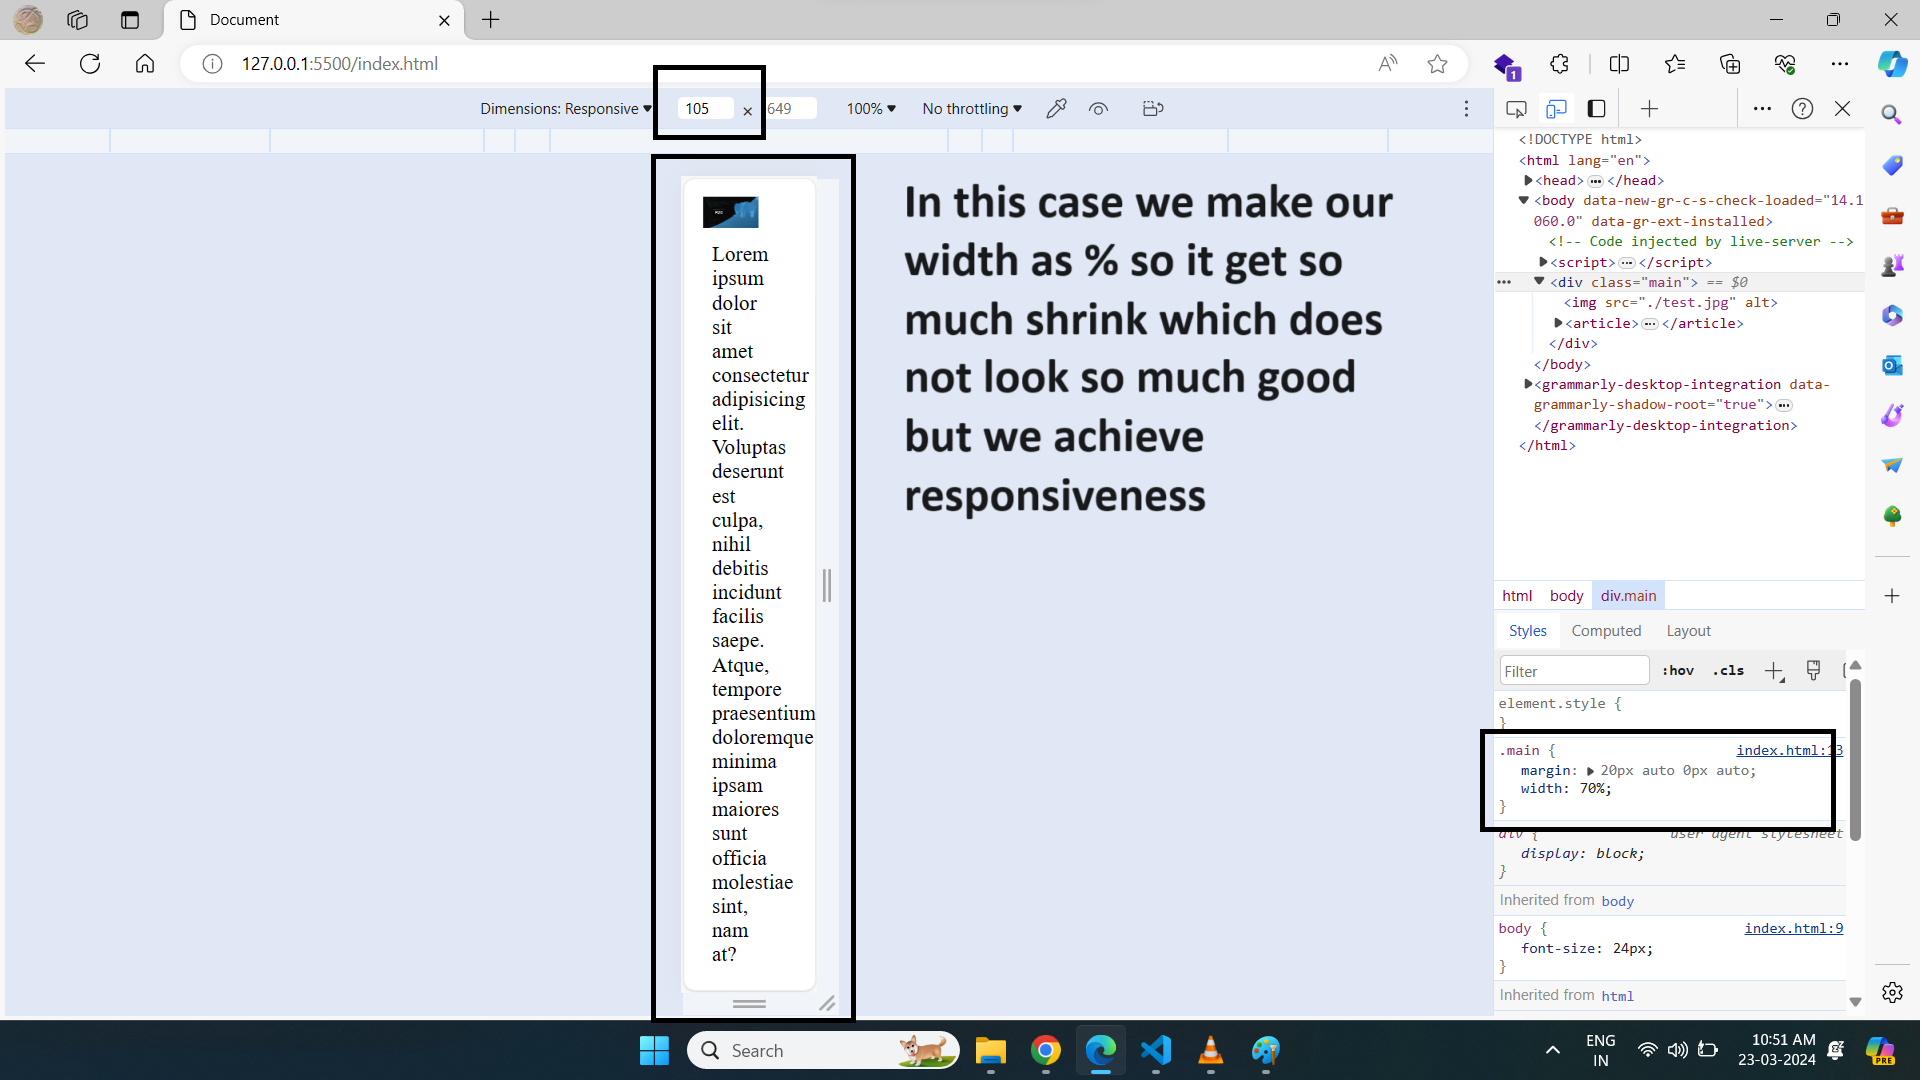 Document
127.0.0.1:5500/index.html
1
Dimensions: Responsive 105 × 649 100% No throttling
In this case we make our
width as % so it get so
much shrink which does
not look so much good
but we achieve
responsiveness
Lorem
ipsum
dolor
sit
amet
consectetur
adipisicing
elit.
Voluptas
deserunt
est
culpa,
nihil
debitis
incidunt
facilis
saepe.
Atque,
tempore
praesentium
doloremque
minima
ipsam
maiores
sunt
officia
molestiae
sint,
nam
at?
<!DOCTYPE html>
<html lang="en">
<head> ••• </head>
<body data-new-gr-c-s-check-loaded="14.1
060.0" data-gr-ext-installed>
<!-- Code injected by live-server -->
<script> ••• </script>
••• <div class="main"> == $0
<img src="./test.jpg" alt>
<article> ••• </article>
</div>
</body>
<grammarly-desktop-integration data-
grammarly-shadow-root="true"> •••
</grammarly-desktop-integration>
</html>
html body div.main
Styles Computed Layout
Filter :hov .cls
element.style {
}
.main { index.html:13
margin: 20px auto 0px auto;
width: 70%;
}
div { user agent stylesheet
display: block;
}
Inherited from body
body { index.html:9
font-size: 24px;
}
Inherited from html
Search
ENG
IN
10:51 AM
23-03-2024
PRE